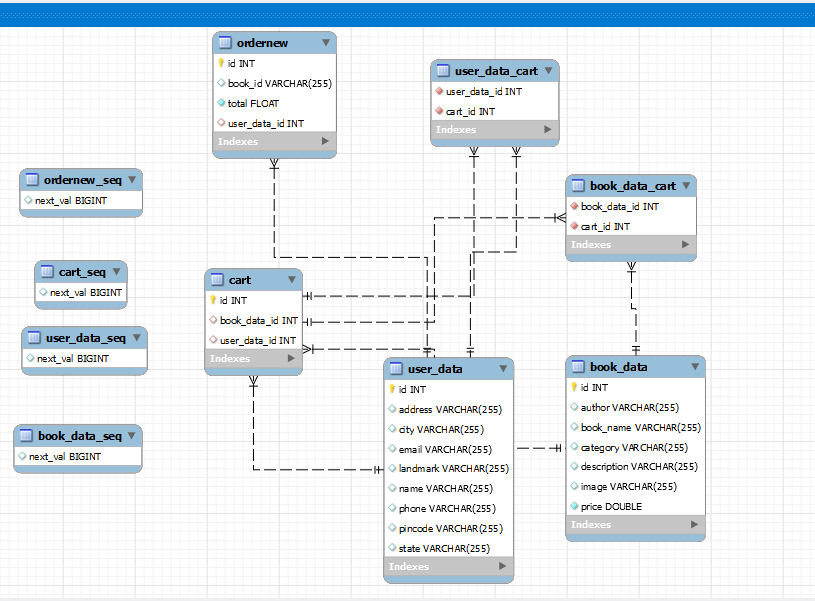 ordernew
id INT
book_id VARCHAR(255)
total FLOAT
user_data_id INT
Indexes
user_data_cart
user_data_id INT
cart_id INT
Indexes
ordernew_seq
next_val BIGINT
book_data_cart
book_data_id INT
cart_id INT
Indexes
cart_seq
next_val BIGINT
cart
id INT
book_data_id INT
user_data_id INT
Indexes
user_data_seq
next_val BIGINT
user_data
id INT
address VARCHAR(255)
city VARCHAR(255)
email VARCHAR(255)
landmark VARCHAR(255)
name VARCHAR(255)
phone VARCHAR(255)
pincode VARCHAR(255)
state VARCHAR(255)
Indexes
book_data
id INT
author VARCHAR(255)
book_name VARCHAR(255)
category VARCHAR(255)
description VARCHAR(255)
image VARCHAR(255)
price DOUBLE
Indexes
book_data_seq
next_val BIGINT